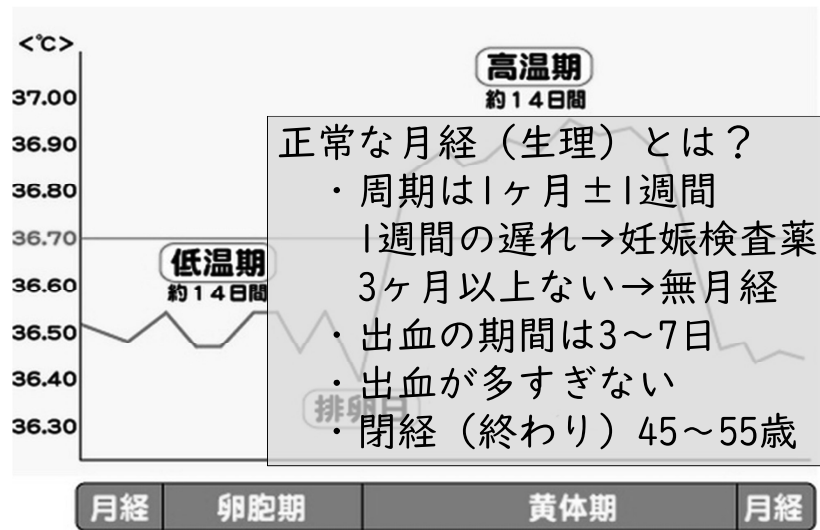 <℃>
高温期
約14日間
37.00
36.90
36.80
36.70
36.60
36.50
36.40
36.30
低温期
約14日間
排卵日
正常な月経（生理）とは？
・周期は1ヶ月±1週間
1週間の遅れ→妊娠検査薬
3ヶ月以上ない→無月経
・出血の期間は3～7日
・出血が多すぎない
・閉経（終わり）45～55歳
月経 卵胞期 黄体期 月経